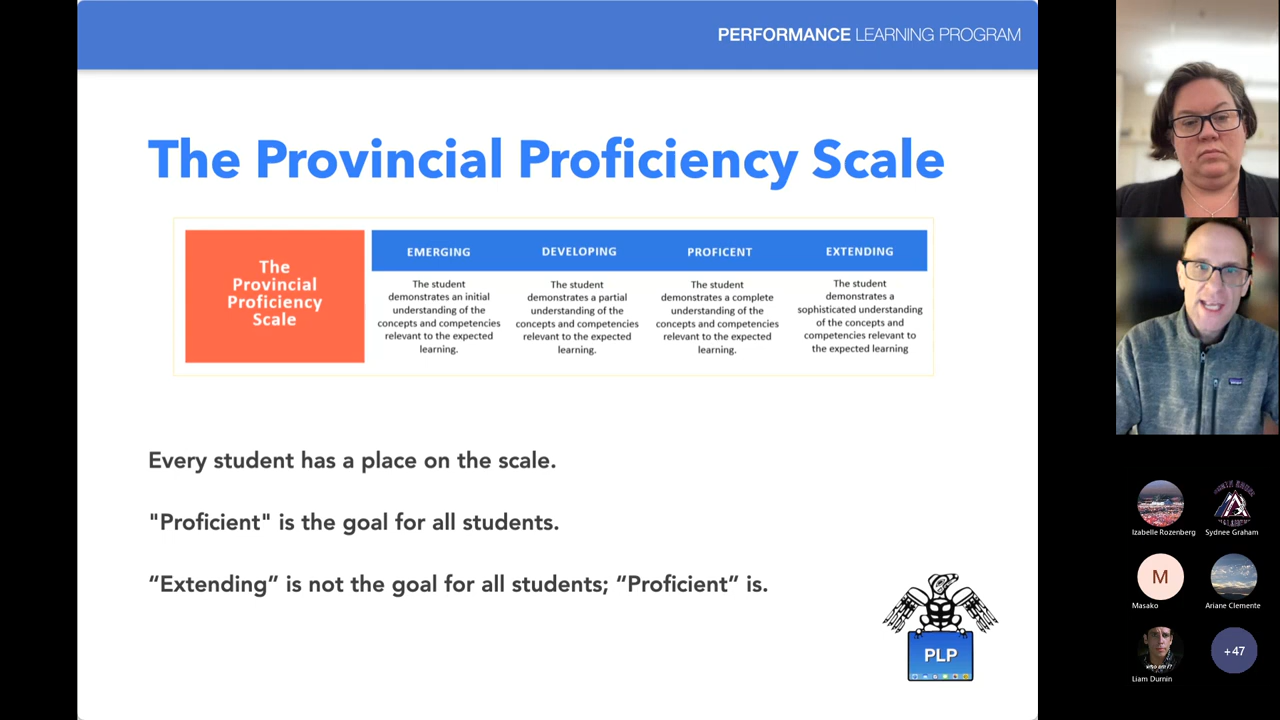 PERFORMANCE LEARNING PROGRAM
The Provincial Proficiency Scale
The
Provincial
Proficiency
Scale
EMERGING
The student
demonstrates an initial
understanding of the
concepts and competencies
relevant to the expected
learning.
DEVELOPING
The student
demonstrates a partial
understanding of the
concepts and competencies
relevant to the expected
learning.
PROFICENT
The student
demonstrates a complete
understanding of the
concepts and competencies
relevant to the expected
learning.
EXTENDING
The student
demonstrates a
sophisticated understanding
of the concepts and
competencies relevant to
the expected learning
Every student has a place on the scale.
"Proficient" is the goal for all students.
“Extending” is not the goal for all students; “Proficient” is.
PLP
Izabelle Rozenberg
Sydnee Graham
M
Masako
Ariane Clemente
Liam Durnin
+47